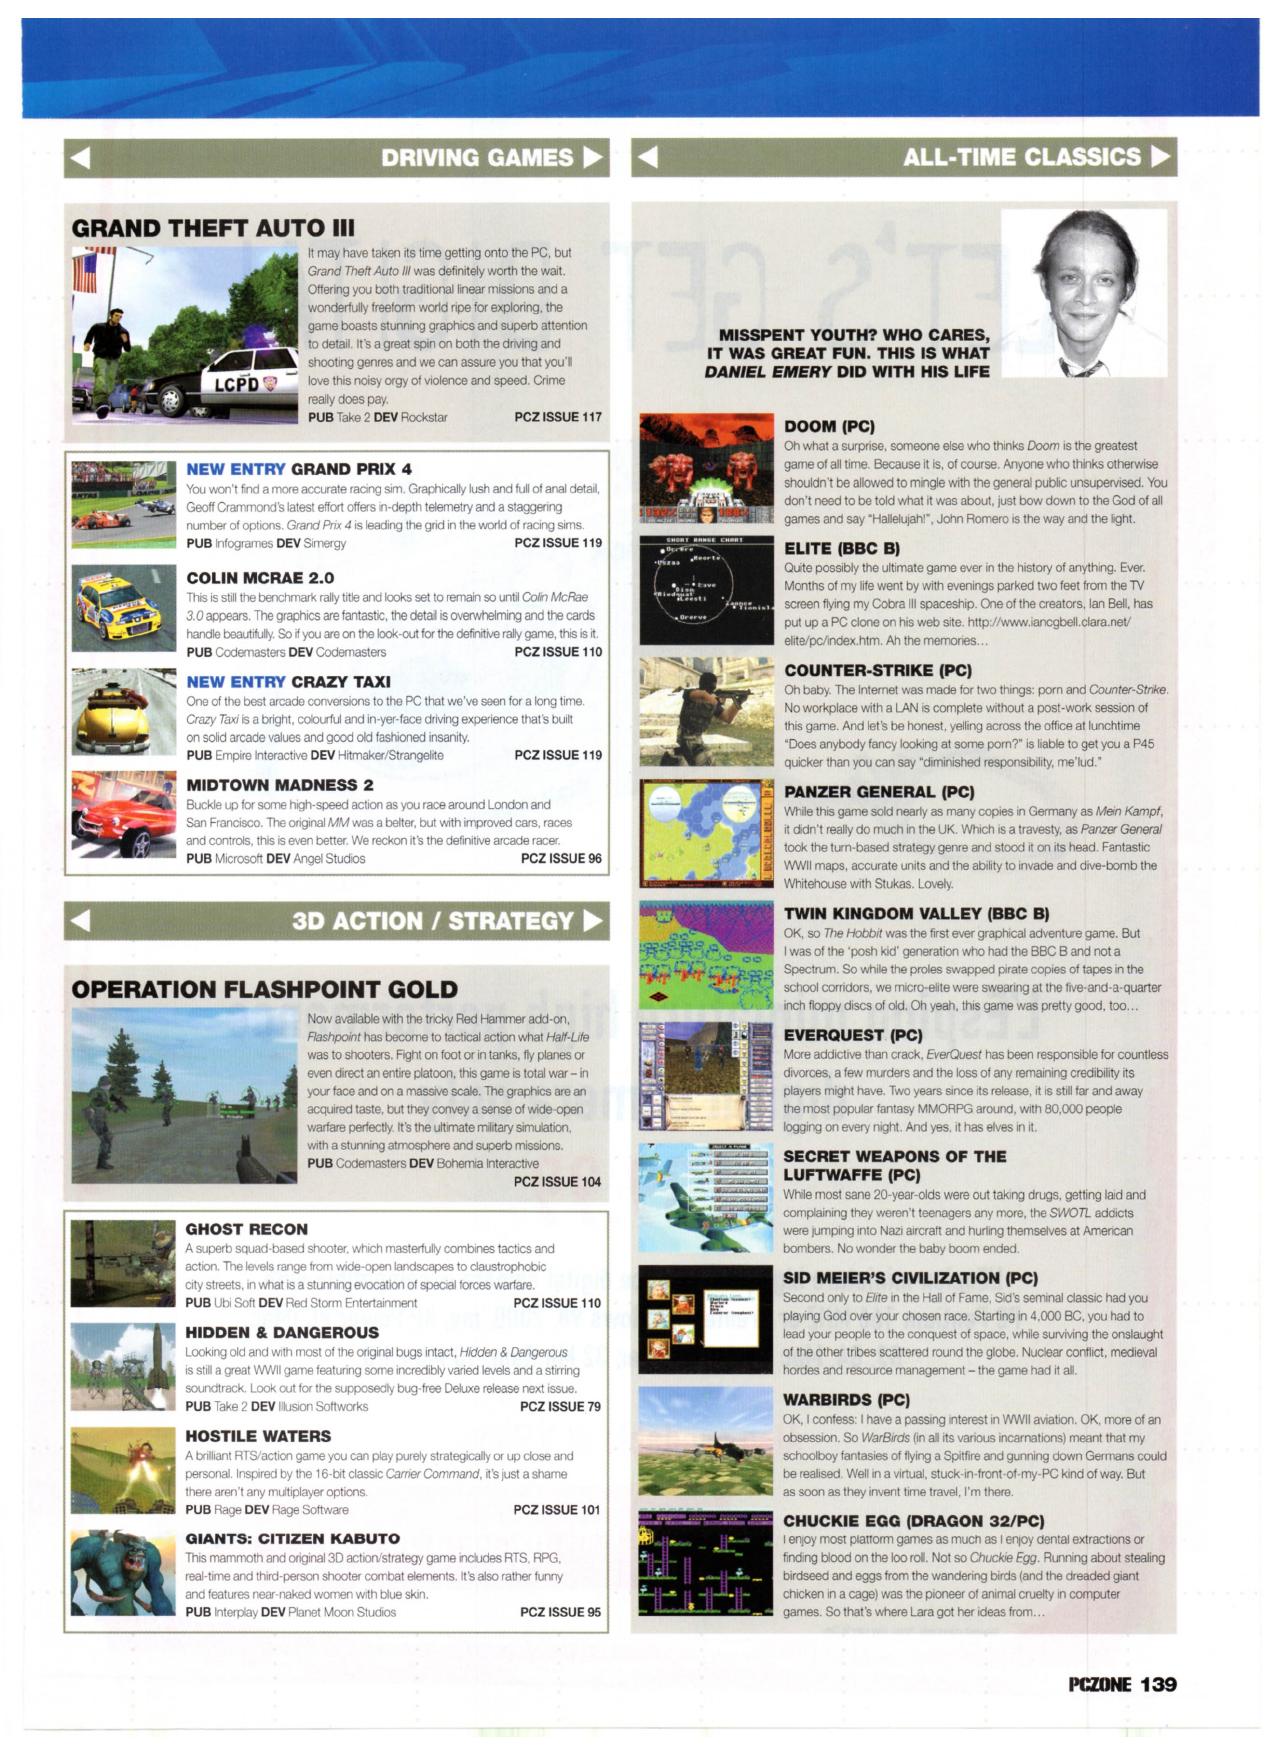 DRIVING GAMES
GRAND THEFT AUTO III
It may have taken its time getting onto the PC, but
Grand Theft Auto III was definitely worth the wait.
Offering you both traditional linear missions and a
wonderfully freeform world ripe for exploring, the
game boasts stunning graphics and superb attention
to detail. It's a great spin on both the driving and
shooting genres and we can assure you that you'll
love this noisy orgy of violence and speed. Crime
really does pay.
PUB Take 2 DEV Rockstar PCZ ISSUE 117
LCPD
NEW ENTRY GRAND PRIX 4
You won't find a more accurate racing sim. Graphically lush and full of anal detail,
Geoff Crammond's latest effort offers in-depth telemetry and a staggering
number of options. Grand Prix 4 is leading the grid in the world of racing sims.
PUB Infogrames DEV Simergy PCZ ISSUE 119
COLIN MCRAE 2.0
This is still the benchmark rally title and looks set to remain so until Colin McRae
3.0 appears. The graphics are fantastic, the detail is overwhelming and the cards
handle beautifully. So if you are on the look-out for the definitive rally game, this is it.
PUB Codemasters DEV Codemasters PCZ ISSUE 110
NEW ENTRY CRAZY TAXI
One of the best arcade conversions to the PC that we've seen for a long time.
Crazy Taxi is a bright, colourful and in-yer-face driving experience that's built
on solid arcade values and good old fashioned insanity.
PUB Empire Interactive DEV Hitmaker/Strangelite PCZ ISSUE 119
MIDTOWN MADNESS 2
Buckle up for some high-speed action as you race around London and
San Francisco. The original MM was a belter, but with improved cars, races
and controls, this is even better. We reckon it's the definitive arcade racer.
PUB Microsoft DEV Angel Studios PCZ ISSUE 96
3D ACTION / STRATEGY
OPERATION FLASHPOINT GOLD
Now available with the tricky Red Hammer add-on,
Flashpoint has become to tactical action what Half-Life
was to shooters. Fight on foot or in tanks, fly planes or
even direct an entire platoon, this game is total war – in
your face and on a massive scale. The graphics are an
acquired taste, but they convey a sense of wide-open
warfare perfectly. It's the ultimate military simulation,
with a stunning atmosphere and superb missions.
PUB Codemasters DEV Bohemia Interactive
PCZ ISSUE 104
GHOST RECON
A superb squad-based shooter, which masterfully combines tactics and
action. The levels range from wide-open landscapes to claustrophobic
city streets, in what is a stunning evocation of special forces warfare.
PUB Ubi Soft DEV Red Storm Entertainment PCZ ISSUE 110
HIDDEN & DANGEROUS
Looking old and with most of the original bugs intact, Hidden & Dangerous
is still a great WWII game featuring some incredibly varied levels and a stirring
soundtrack. Look out for the supposedly bug-free Deluxe release next issue.
PUB Take 2 DEV Illusion Softworks PCZ ISSUE 79
HOSTILE WATERS
A brilliant RTS/action game you can play purely strategically or up close and
personal. Inspired by the 16-bit classic Carrier Command, it's just a shame
there aren't any multiplayer options.
PUB Rage DEV Rage Software PCZ ISSUE 101
GIANTS: CITIZEN KABUTO
This mammoth and original 3D action/strategy game includes RTS, RPG,
real-time and third-person shooter combat elements. It's also rather funny
and features near-naked women with blue skin.
PUB Interplay DEV Planet Moon Studios PCZ ISSUE 95
ALL-TIME CLASSICS
MISSPENT YOUTH? WHO CARES,
IT WAS GREAT FUN. THIS IS WHAT
DANIEL EMERY DID WITH HIS LIFE
DOOM (PC)
Oh what a surprise, someone else who thinks Doom is the greatest
game of all time. Because it is, of course. Anyone who thinks otherwise
shouldn't be allowed to mingle with the general public unsupervised. You
don't need to be told what it was about, just bow down to the God of all
games and say "Hallelujah!", John Romero is the way and the light.
SHORT RANGE CHART
ELITE (BBC B)
Quite possibly the ultimate game ever in the history of anything. Ever.
Months of my life went by with evenings parked two feet from the TV
screen flying my Cobra III spaceship. One of the creators, Ian Bell, has
put up a PC clone on his web site. http://www.iancgbell.clara.net/
elite/pc/index.htm. Ah the memories...
COUNTER-STRIKE (PC)
Oh baby. The Internet was made for two things: porn and Counter-Strike.
No workplace with a LAN is complete without a post-work session of
this game. And let's be honest, yelling across the office at lunchtime
"Does anybody fancy looking at some porn?" is liable to get you a P45
quicker than you can say "diminished responsibility, me'lud."
PANZER GENERAL (PC)
While this game sold nearly as many copies in Germany as Mein Kampf,
it didn't really do much in the UK. Which is a travesty, as Panzer General
took the turn-based strategy genre and stood it on its head. Fantastic
WWII maps, accurate units and the ability to invade and dive-bomb the
Whitehouse with Stukas. Lovely.
TWIN KINGDOM VALLEY (BBC B)
OK, so The Hobbit was the first ever graphical adventure game. But
I was of the 'posh kid' generation who had the BBC B and not a
Spectrum. So while the proles swapped pirate copies of tapes in the
school corridors, we micro-elite were swearing at the five-and-a-quarter
inch floppy discs of old. Oh yeah, this game was pretty good, too...
EVERQUEST (PC)
More addictive than crack, EverQuest has been responsible for countless
divorces, a few murders and the loss of any remaining credibility its
players might have. Two years since its release, it is still far and away
the most popular fantasy MMORPG around, with 80,000 people
logging on every night. And yes, it has elves in it.
SECRET WEAPONS OF THE
LUFTWAFFE (PC)
While most sane 20-year-olds were out taking drugs, getting laid and
complaining they weren't teenagers any more, the SWOTL addicts
were jumping into Nazi aircraft and hurling themselves at American
bombers. No wonder the baby boom ended.
SID MEIER'S CIVILIZATION (PC)
Second only to Elite in the Hall of Fame, Sid's seminal classic had you
playing God over your chosen race. Starting in 4,000 BC, you had to
lead your people to the conquest of space, while surviving the onslaught
of the other tribes scattered round the globe. Nuclear conflict, medieval
hordes and resource management – the game had it all.
WARBIRDS (PC)
OK, I confess: I have a passing interest in WWII aviation. OK, more of an
obsession. So WarBirds (in all its various incarnations) meant that my
schoolboy fantasies of flying a Spitfire and gunning down Germans could
be realised. Well in a virtual, stuck-in-front-of-my-PC kind of way. But
as soon as they invent time travel, I'm there.
CHUCKIE EGG (DRAGON 32/PC)
I enjoy most platform games as much as I enjoy dental extractions or
finding blood on the loo roll. Not so Chuckie Egg. Running about stealing
birdseed and eggs from the wandering birds (and the dreaded giant
chicken in a cage) was the pioneer of animal cruelty in computer
games. So that's where Lara got her ideas from...
PCZONE 139